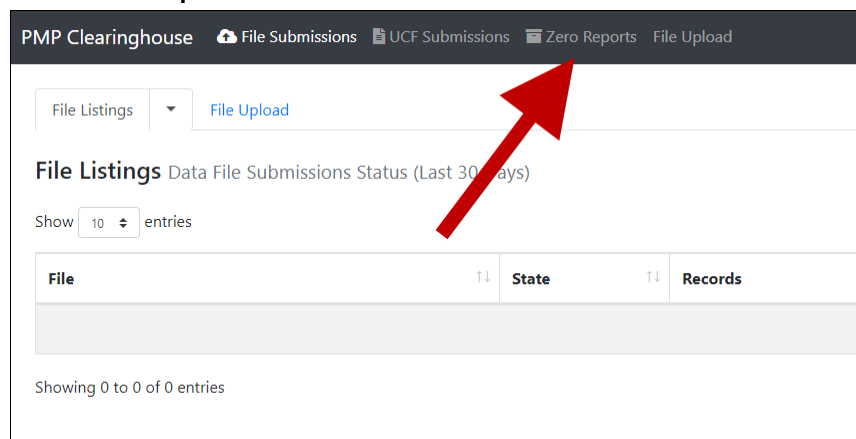 PMP Clearinghouse File Submissions UCF Submissions Zero Reports File Upload
File Listings File Upload
File Listings Data File Submissions Status (Last 30 ays)
Show 10 entries
File State Records
Showing 0 to 0 of 0 entries